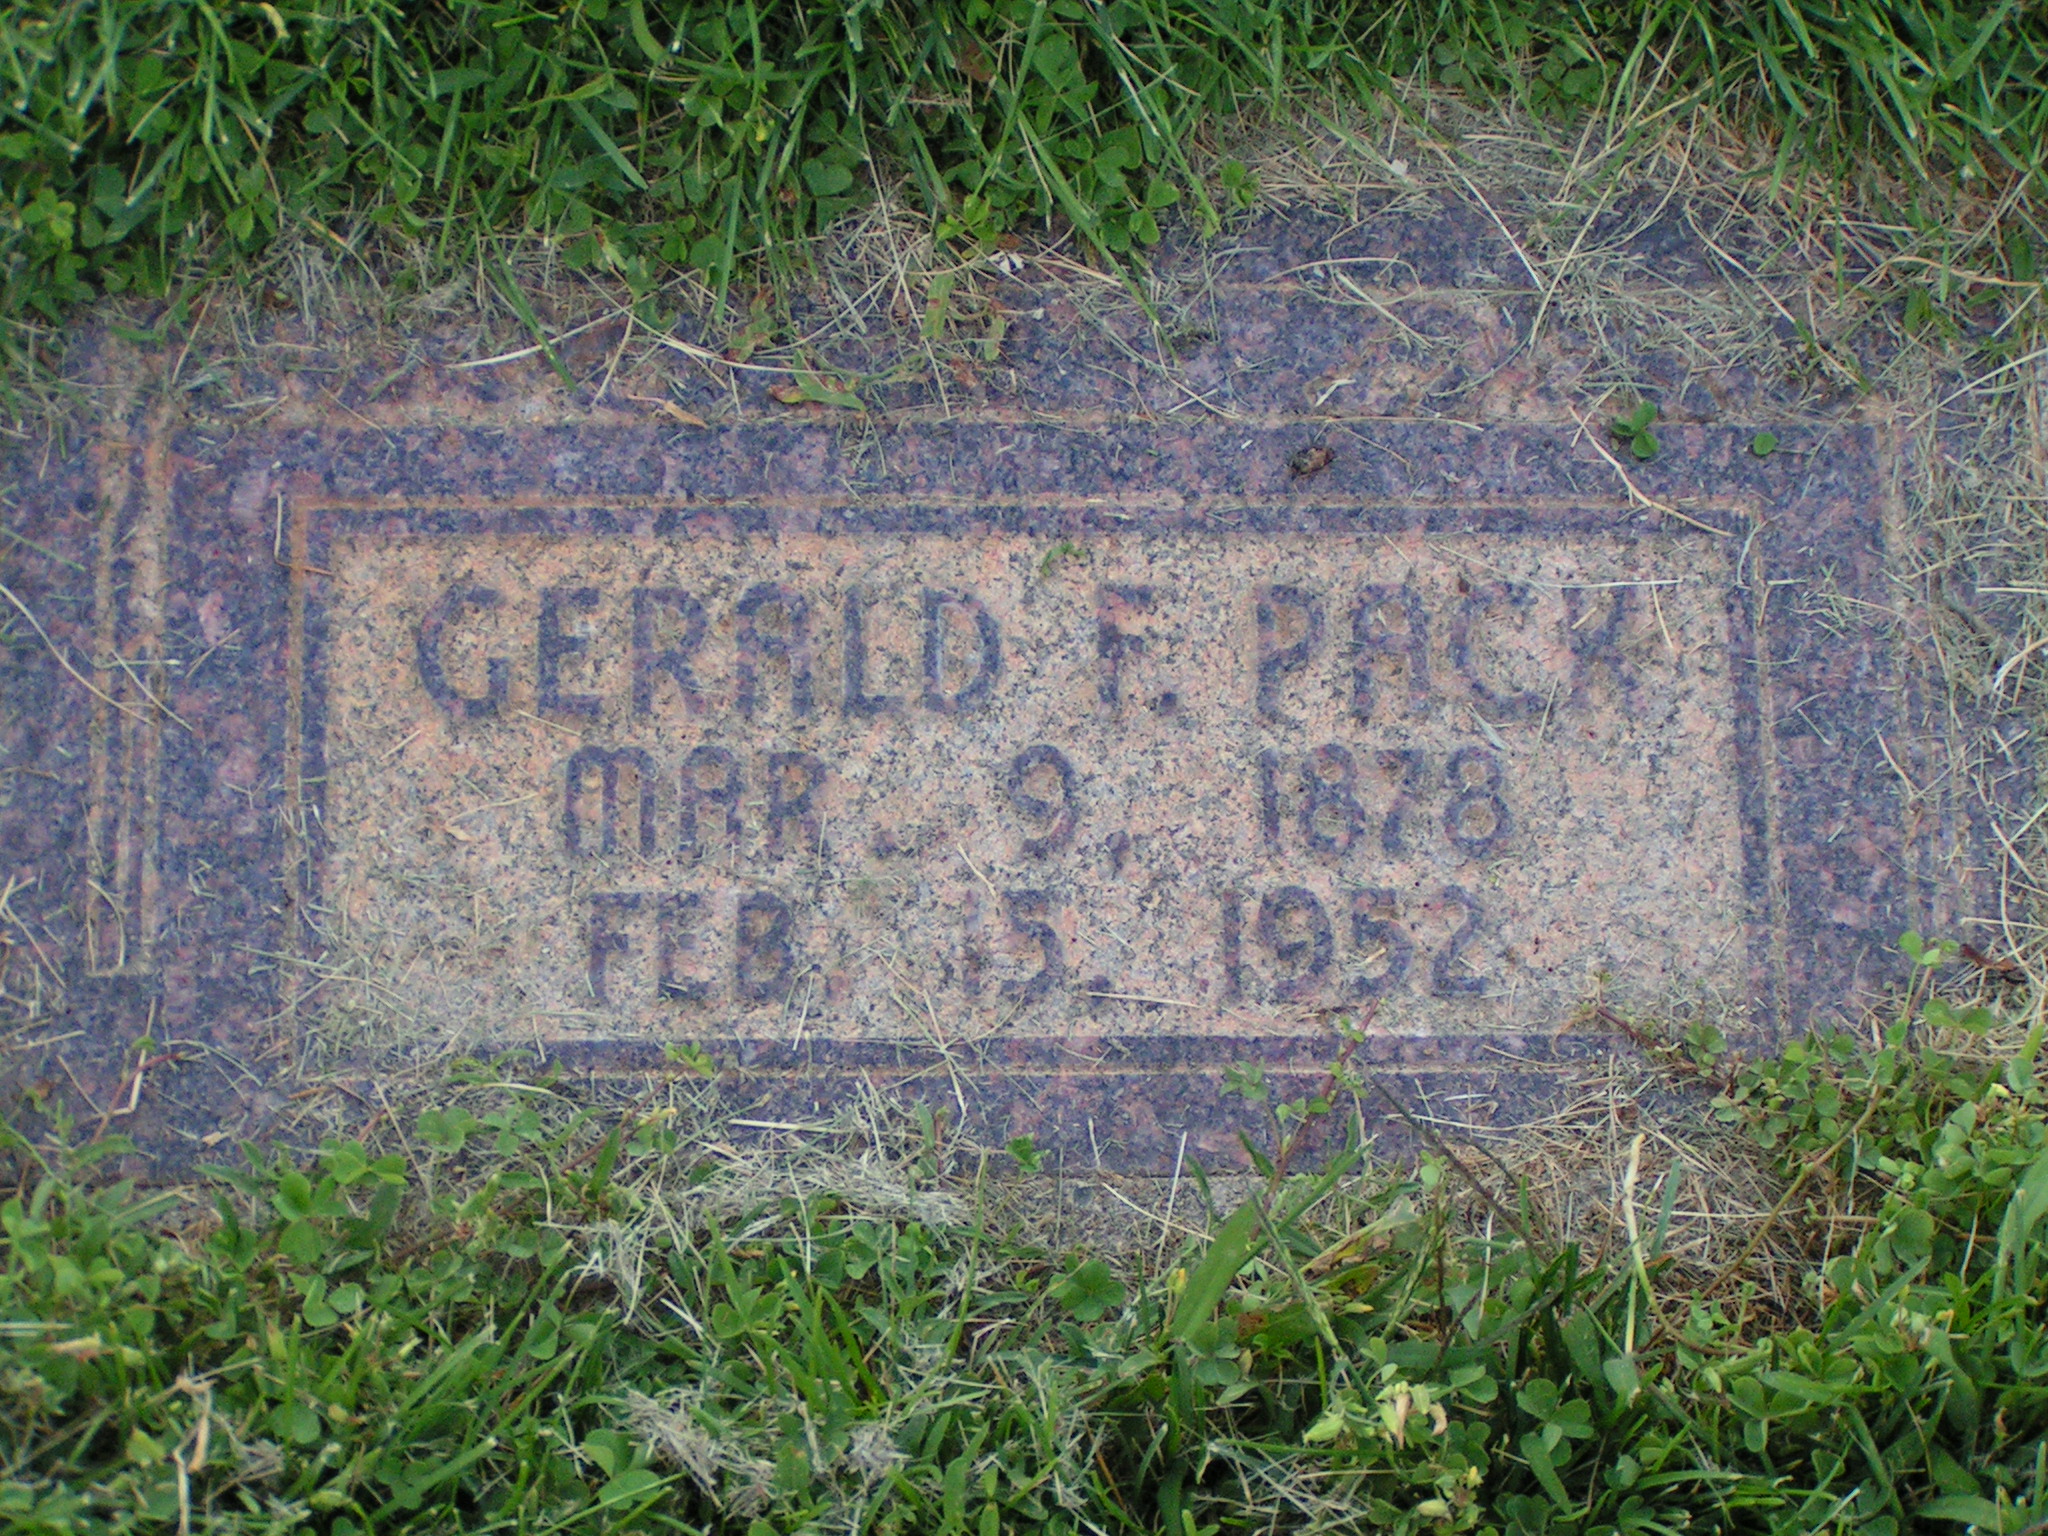 GERALD F. PACK
MAR. 9, 1878
FEB. 15. 1952